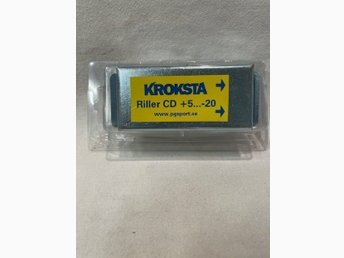 KROKSTA
Riller CD +5...-20
www.pgsport.se